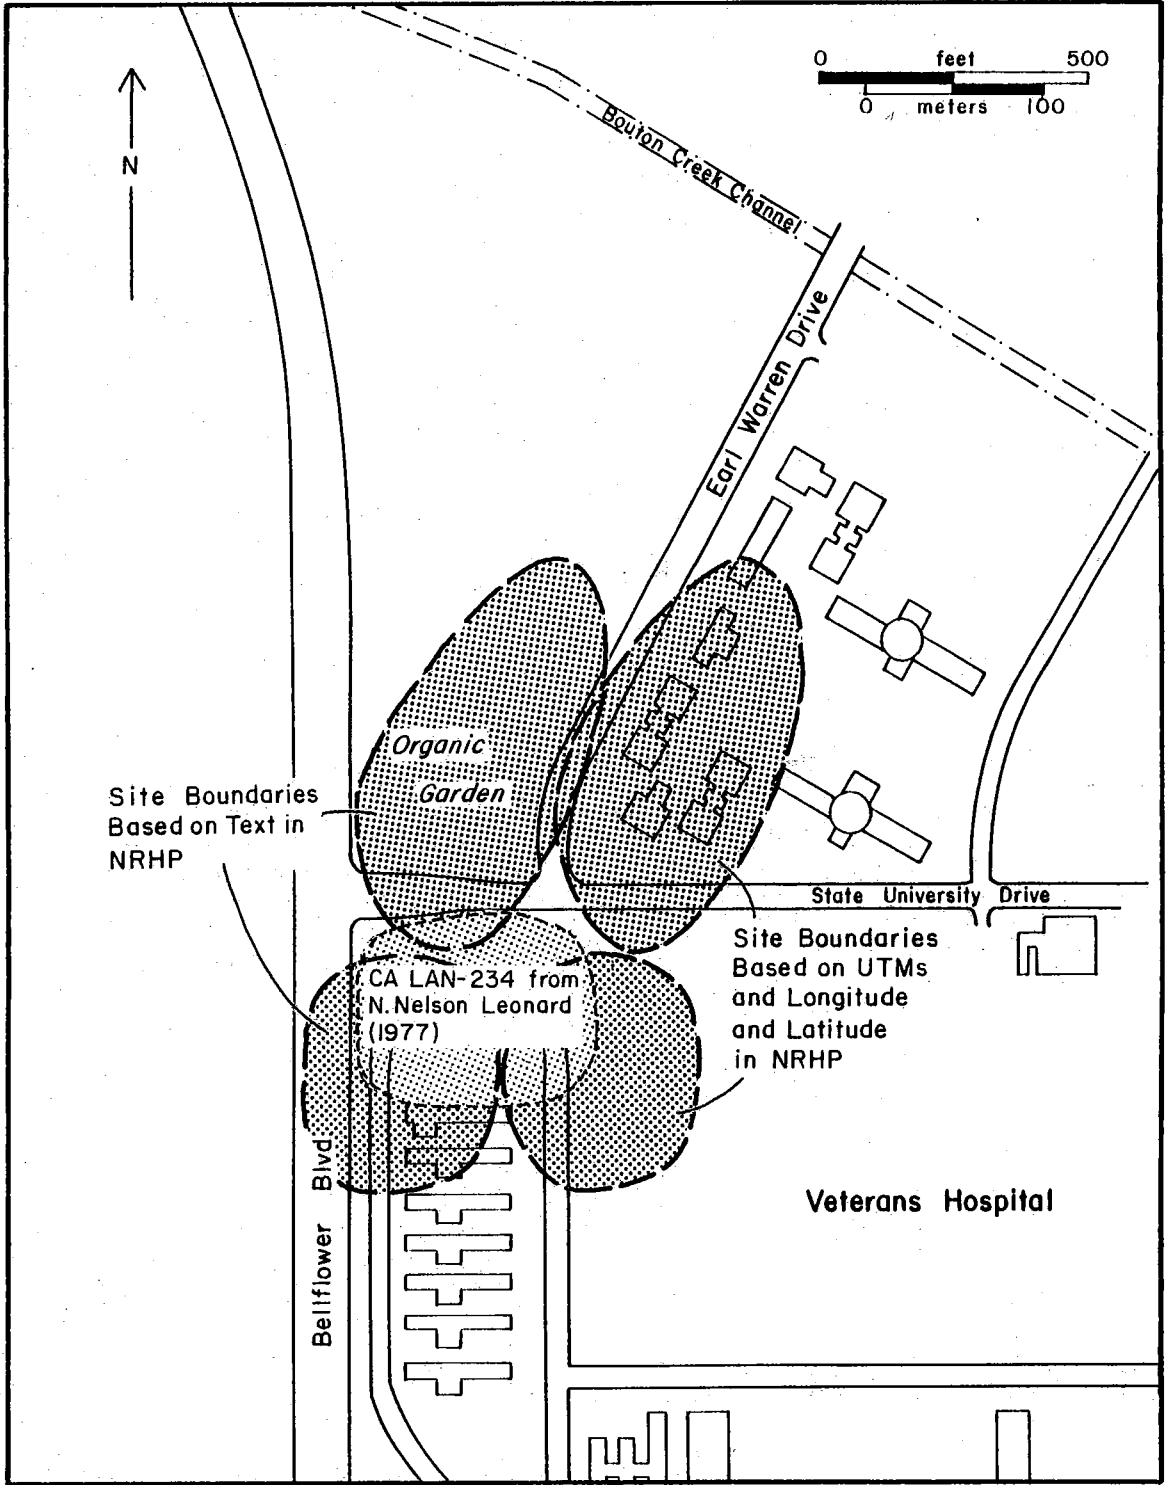 0 feet 500
0 meters 100
N
Bouton Creek Channel
Earl Warren Drive
Organic
Garden
Site Boundaries
Based on Text in
NRHP
State University Drive
Site Boundaries
Based on UTMs
and Longitude
and Latitude
in NRHP
CA LAN-234 from
N. Nelson Leonard
(1977)
Bellflower Blvd
Veterans Hospital